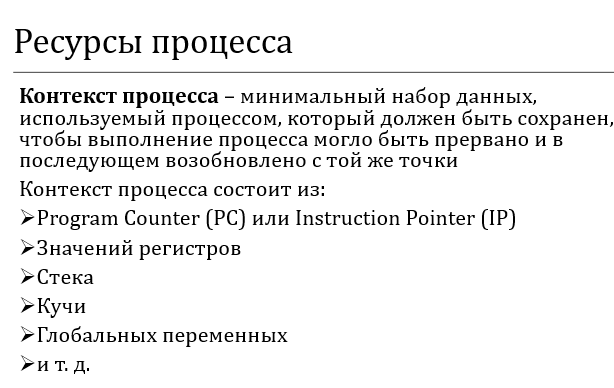 Ресурсы процесса
Контекст процесса – минимальный набор данных,
используемый процессом, который должен быть сохранен,
чтобы выполнение процесса могло быть прервано и в
последующем возобновлено с той же точки
Контекст процесса состоит из:
➢Program Counter (PC) или Instruction Pointer (IP)
➢Значений регистров
➢Стека
➢Кучи
➢Глобальных переменных
➢и т. д.